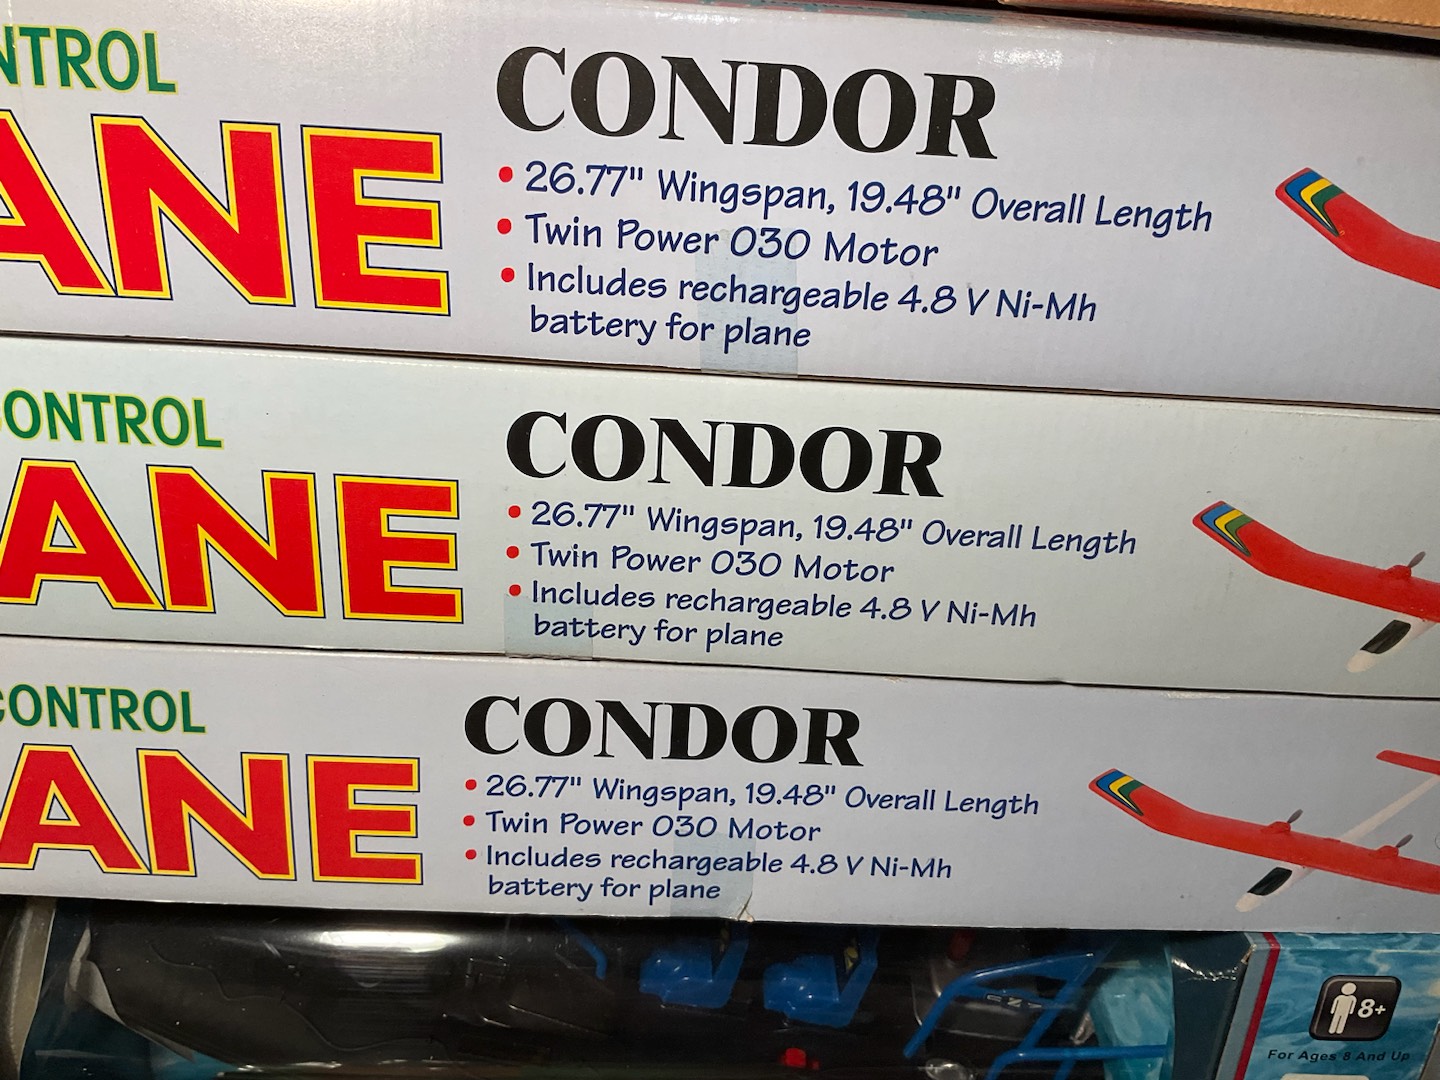 CONTROL
ANE
CONDOR
• 26.77" Wingspan, 19.48" Overall Length
• Twin Power 030 Motor
• Includes rechargeable 4.8 V Ni-Mh
battery for plane
CONTROL
ANE
CONDOR
• 26.77" Wingspan, 19.48" Overall Length
• Twin Power 030 Motor
• Includes rechargeable 4.8 V Ni-Mh
battery for plane
CONTROL
ANE
CONDOR
• 26.77" Wingspan, 19.48" Overall Length
• Twin Power 030 Motor
• Includes rechargeable 4.8 V Ni-Mh
battery for plane
8+
For Ages 8 And Up